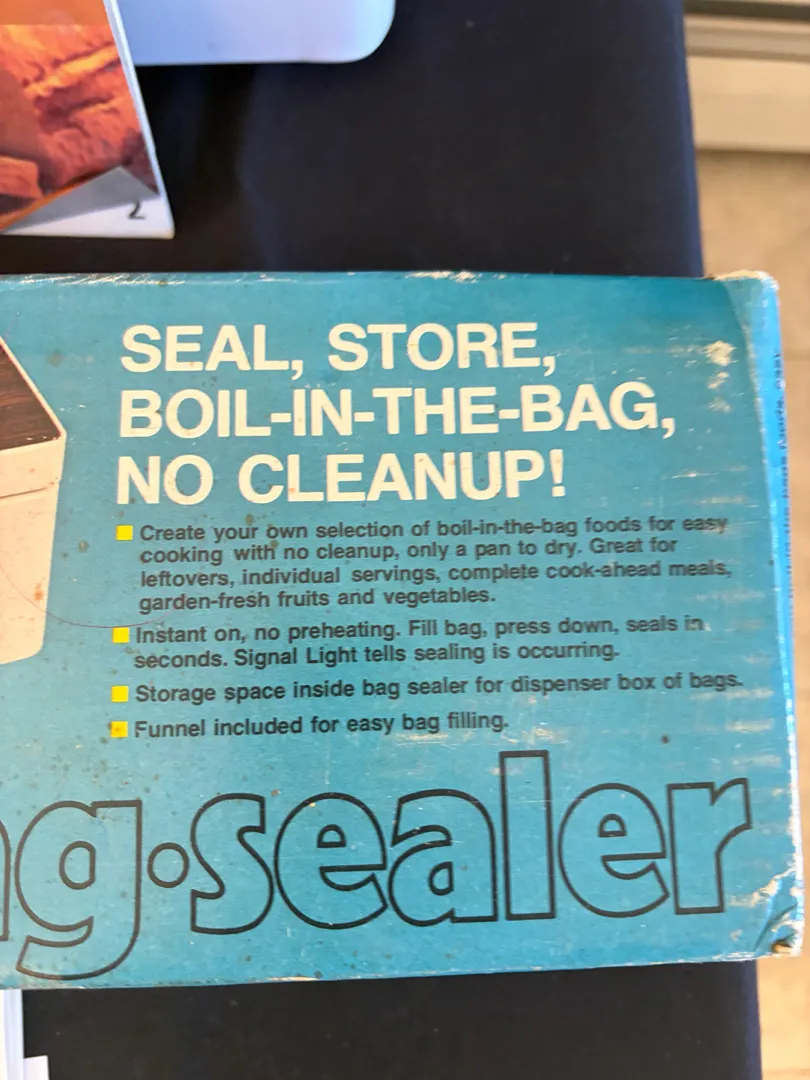 2
SEAL, STORE,
BOIL-IN-THE-BAG,
NO CLEANUP!
Create your own selection of boil-in-the-bag foods for easy
cooking with no cleanup, only a pan to dry. Great for
leftovers, individual servings, complete cook-ahead meals,
garden-fresh fruits and vegetables.
Instant on, no preheating. Fill bag, press down, seals in
seconds. Signal Light tells sealing is occurring.
Storage space inside bag sealer for dispenser box of bags.
Funnel included for easy bag filling.
g•sealer